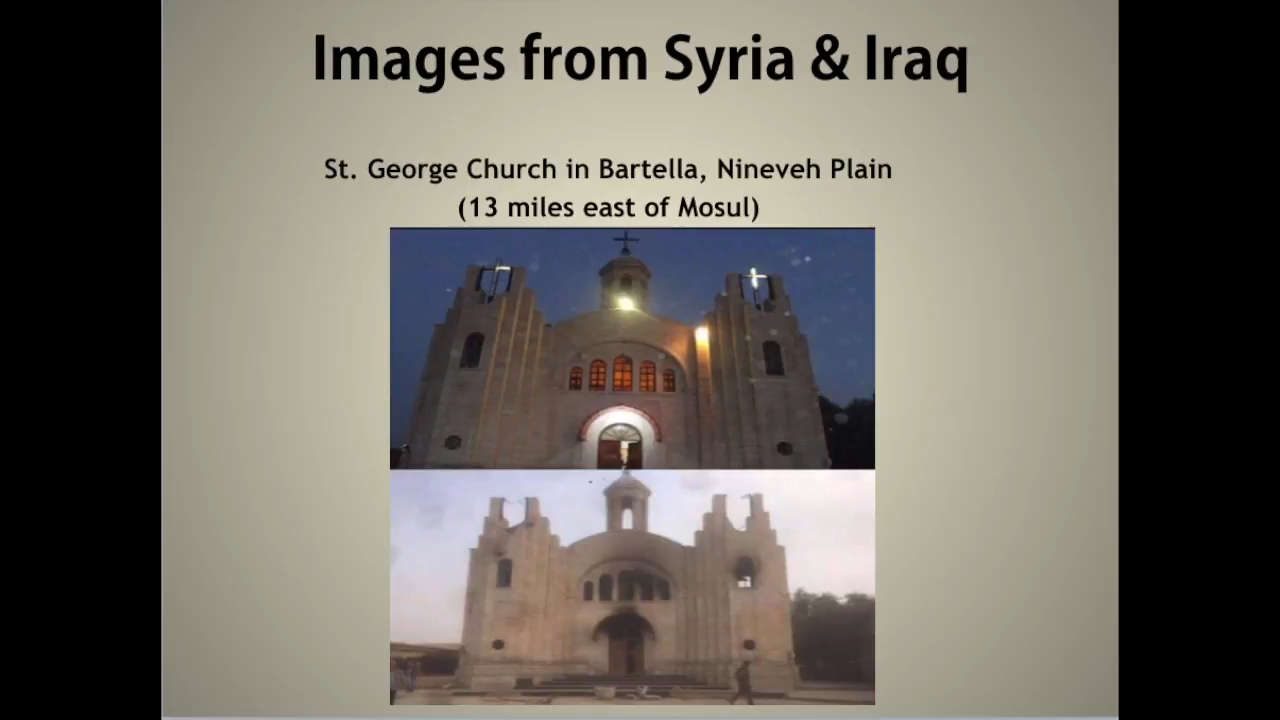 Images from Syria & Iraq
St. George Church in Bartella, Nineveh Plain
(13 miles east of Mosul)